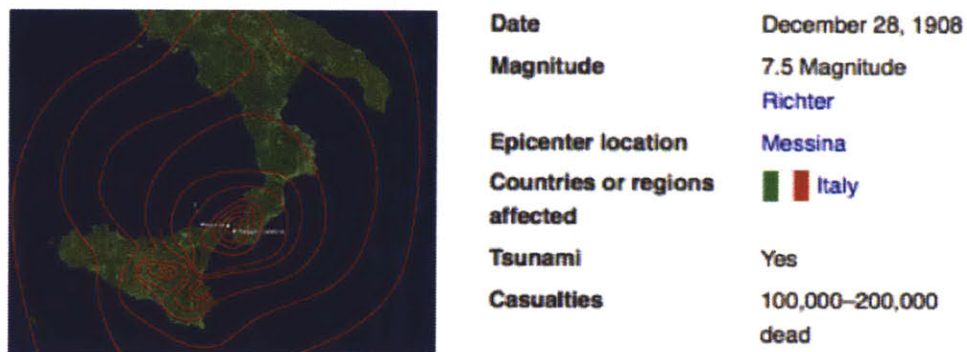 Date December 28, 1908
Magnitude 7.5 Magnitude
Richter
Epicenter location Messina
Countries or regions Italy
affected
Tsunami Yes
Casualties 100,000–200,000
dead